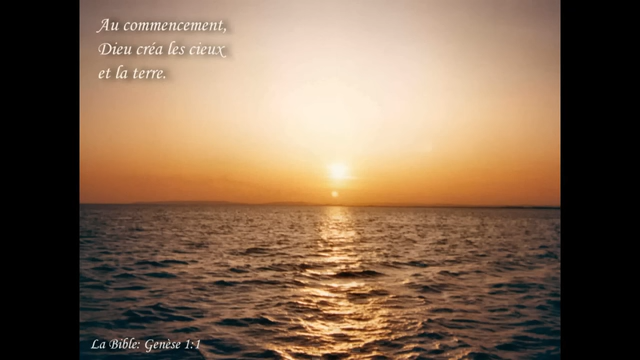 Au commencement,
Dieu créa les cieux
et la terre.
La Bible: Genèse 1:1